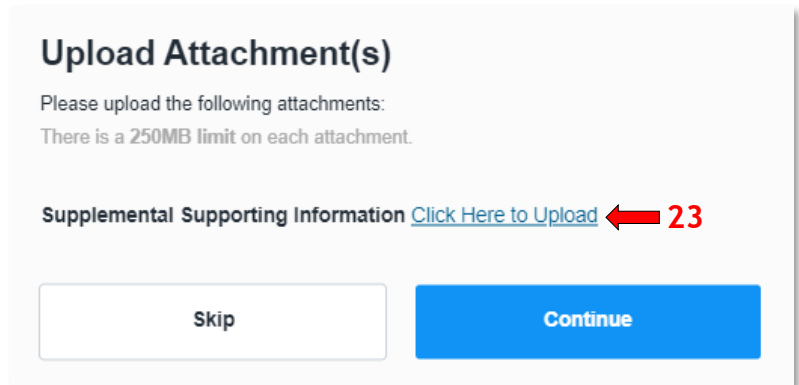 Upload Attachment(s)
Please upload the following attachments:
There is a 250MB limit on each attachment.
Supplemental Supporting Information Click Here to Upload 23
Skip Continue